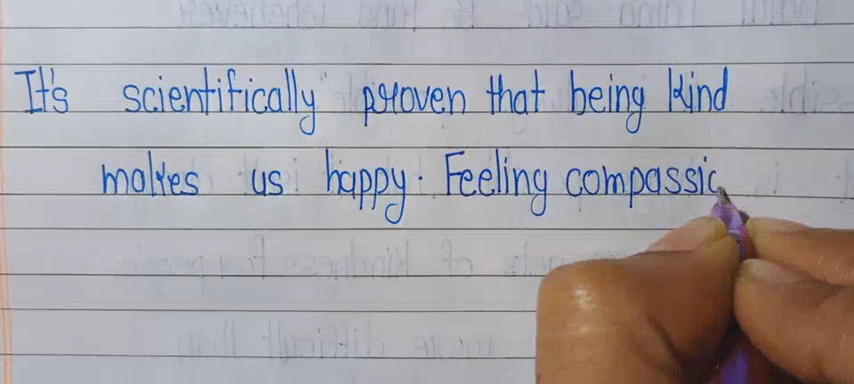 It's scientifically proven that being kind
makes us happy. Feeling compassic